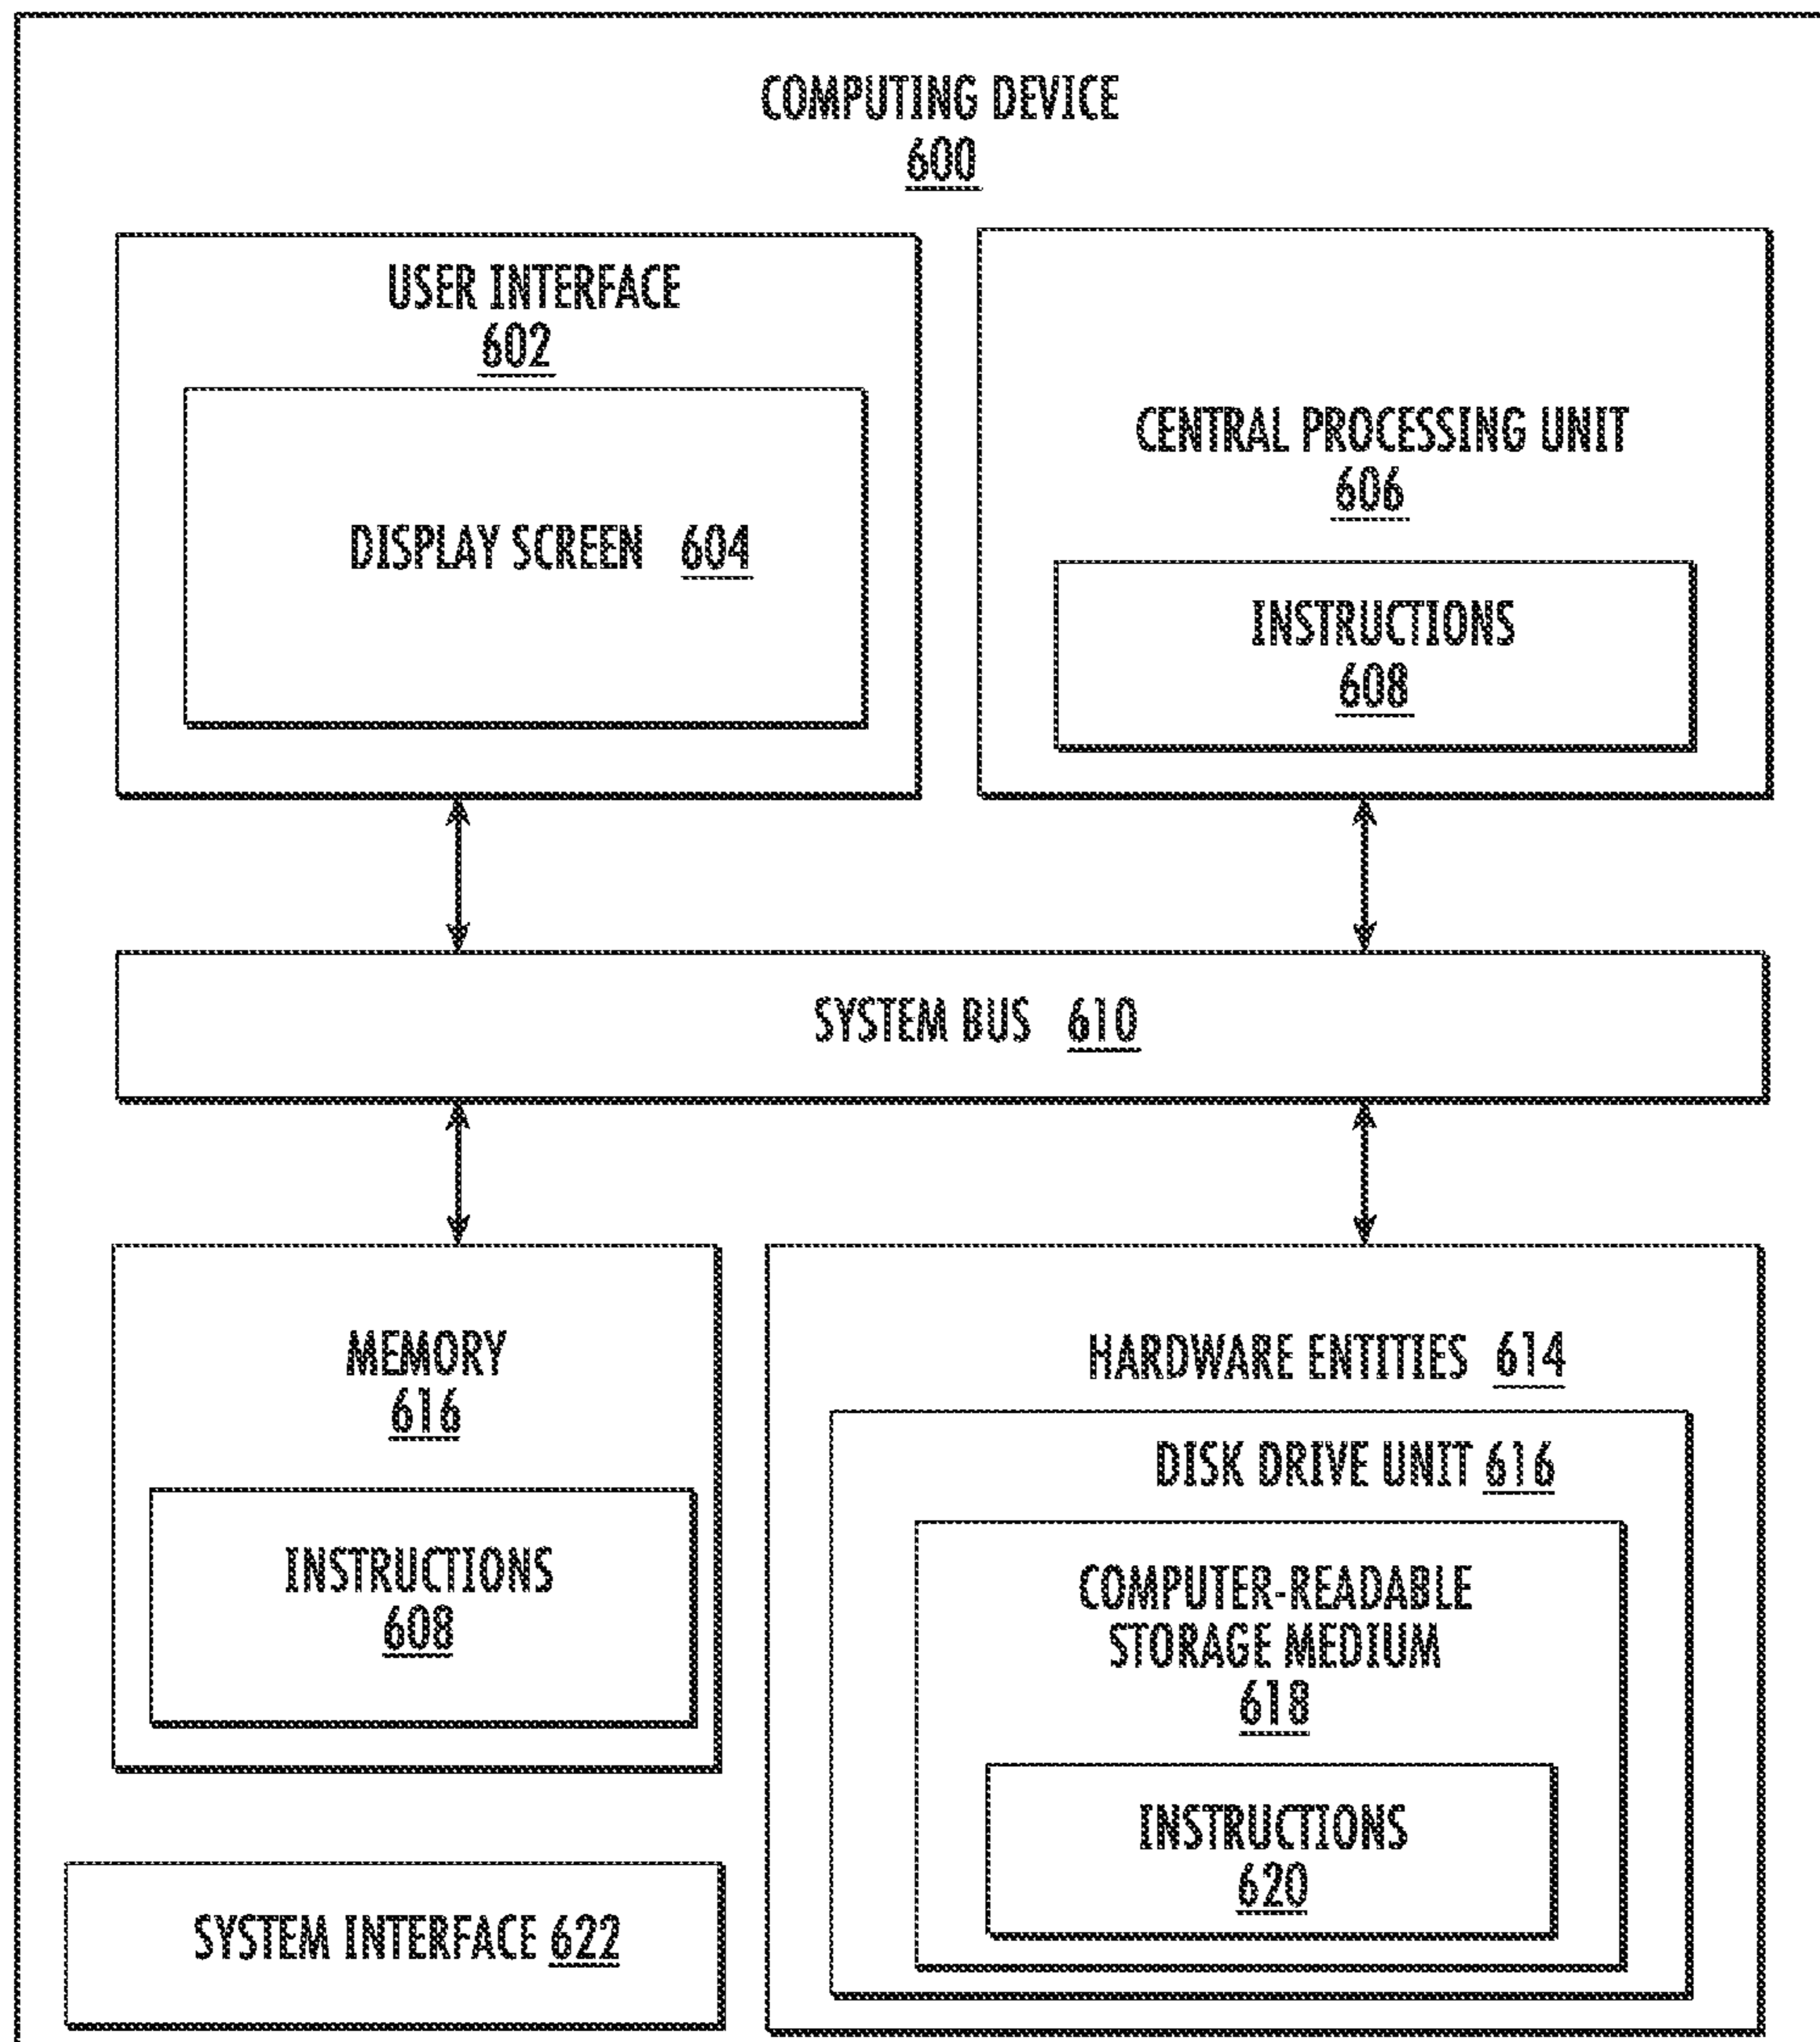 COMPUTING DEVICE
600
USER INTERFACE
602
DISPLAY SCREEN 604
CENTRAL PROCESSING UNIT
606
INSTRUCTIONS
608
SYSTEM BUS 610
MEMORY
616
INSTRUCTIONS
608
HARDWARE ENTITIES 614
DISK DRIVE UNIT 616
COMPUTER-READABLE
STORAGE MEDIUM
618
INSTRUCTIONS
620
SYSTEM INTERFACE 622